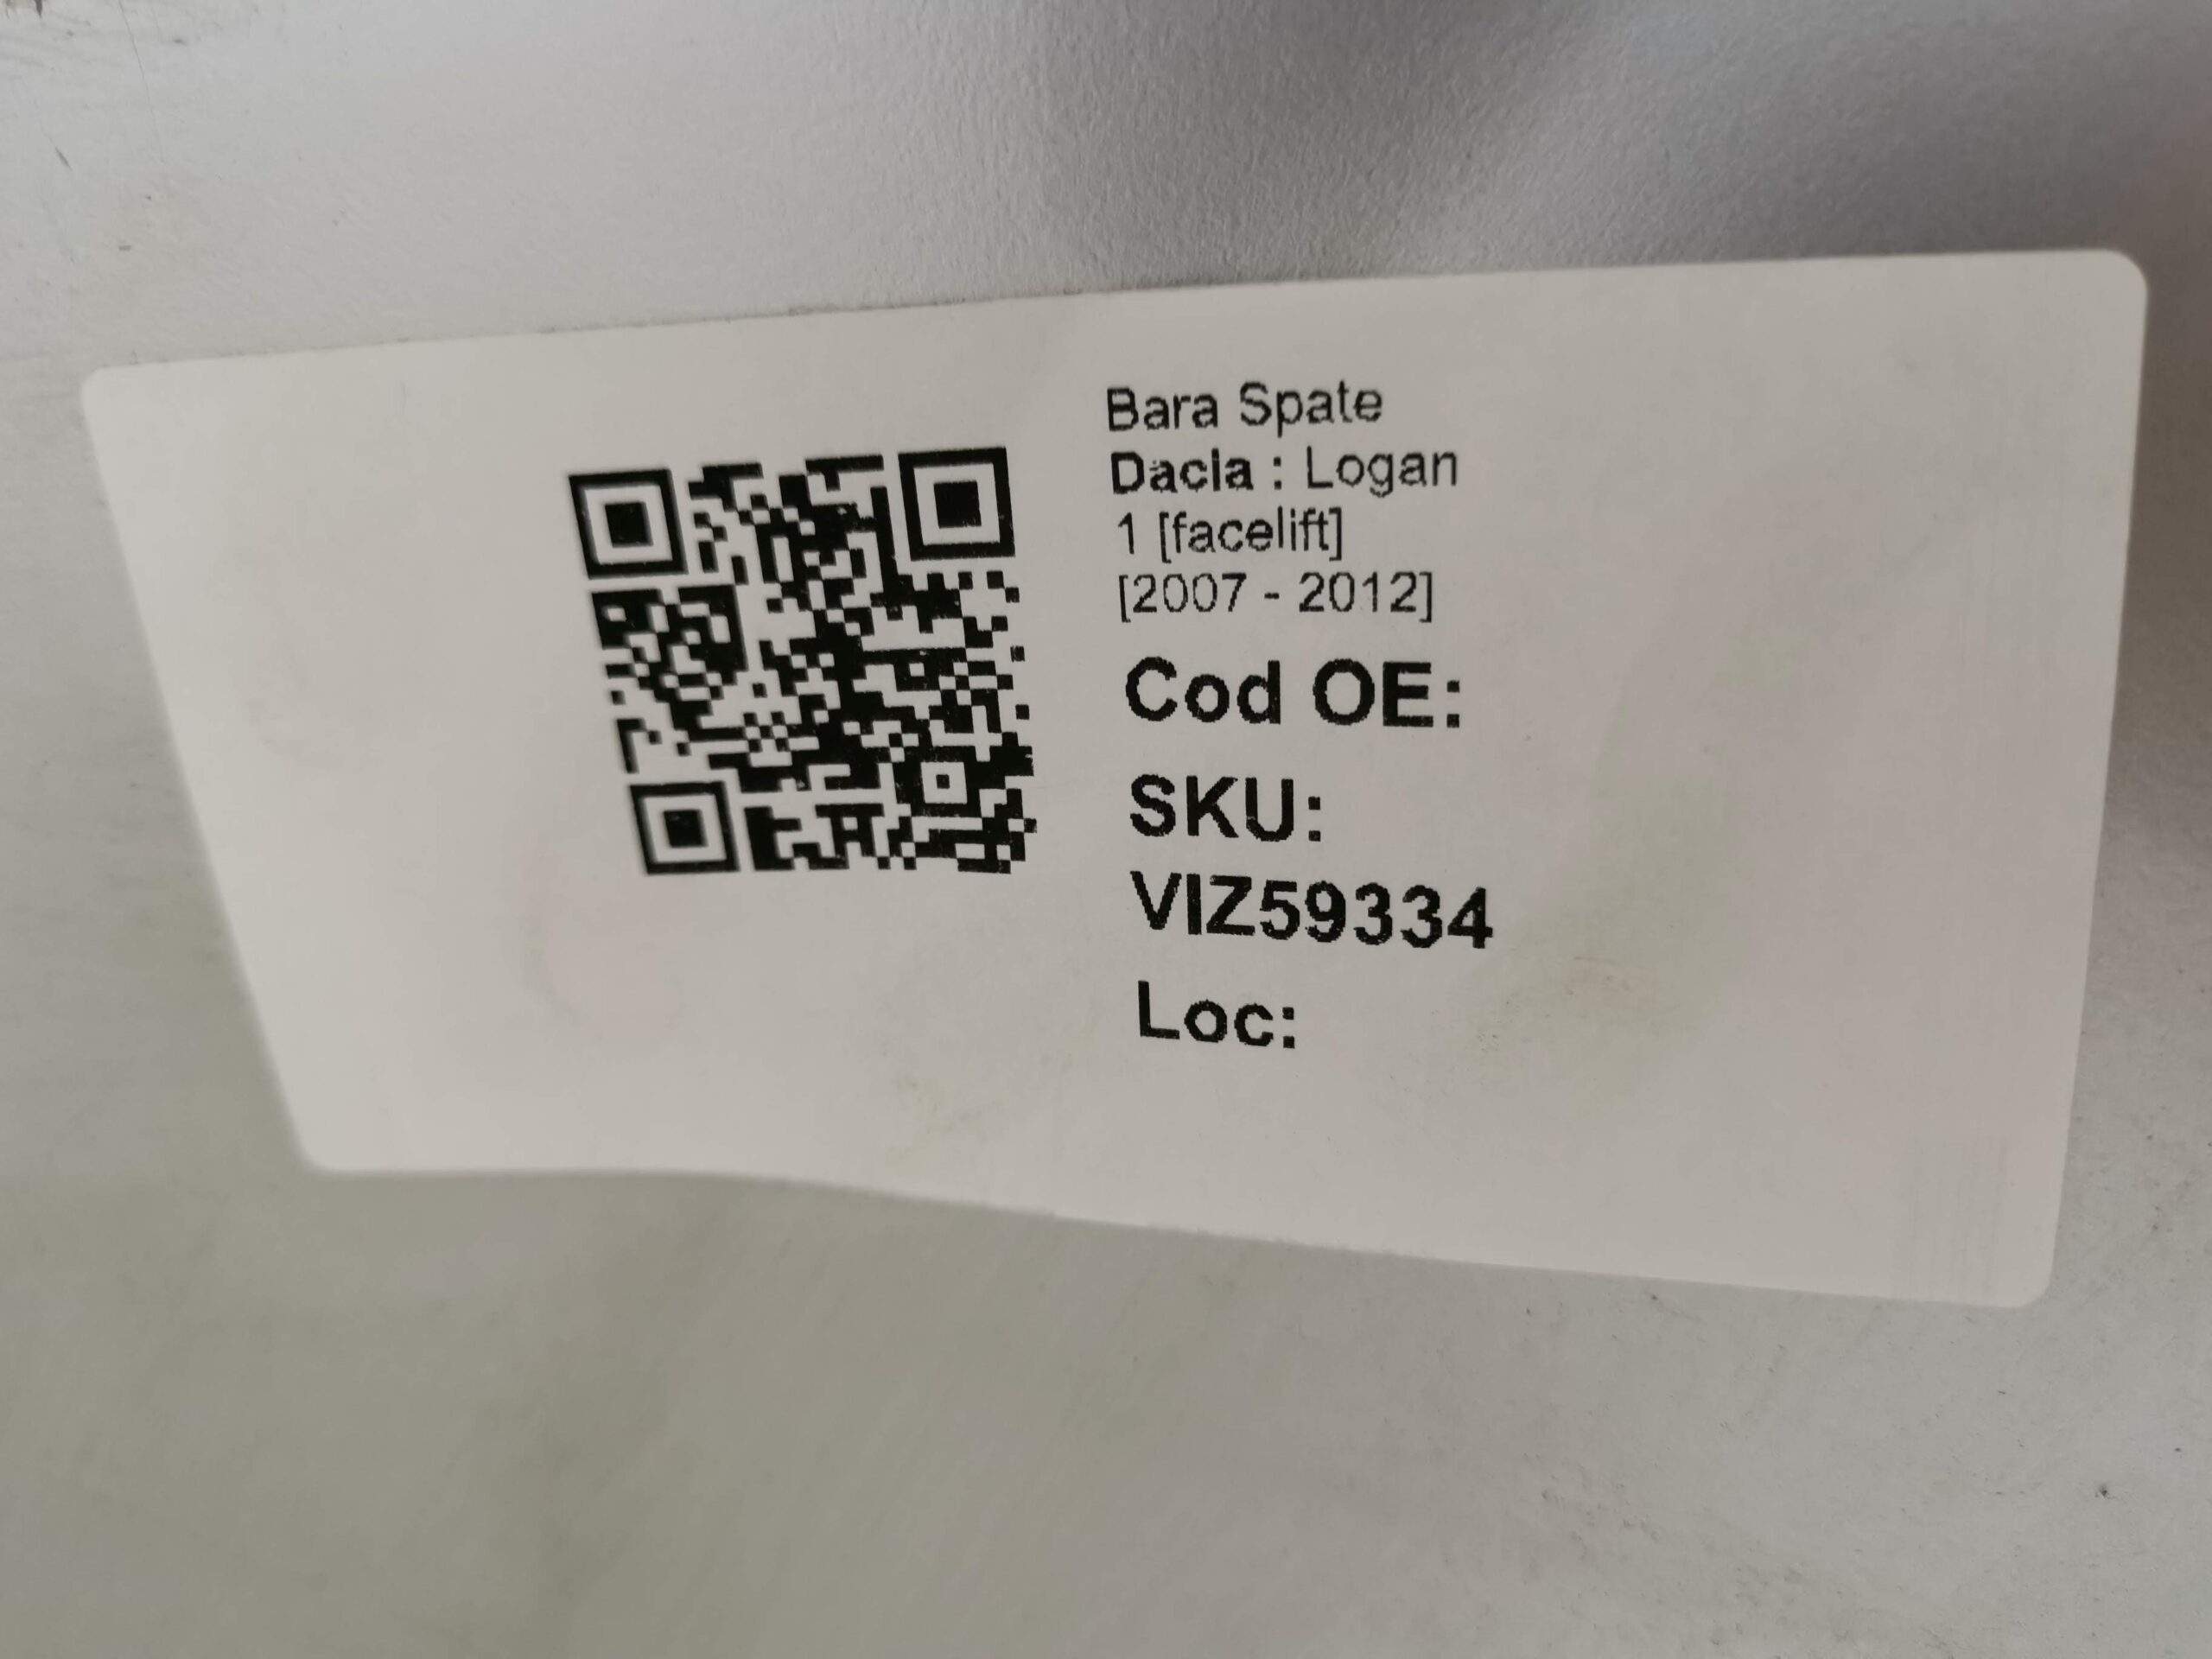 Bara Spate
Dacia : Logan
1 [facelift]
[2007 - 2012]
Cod OE:
SKU:
VIZ59334
Loc: